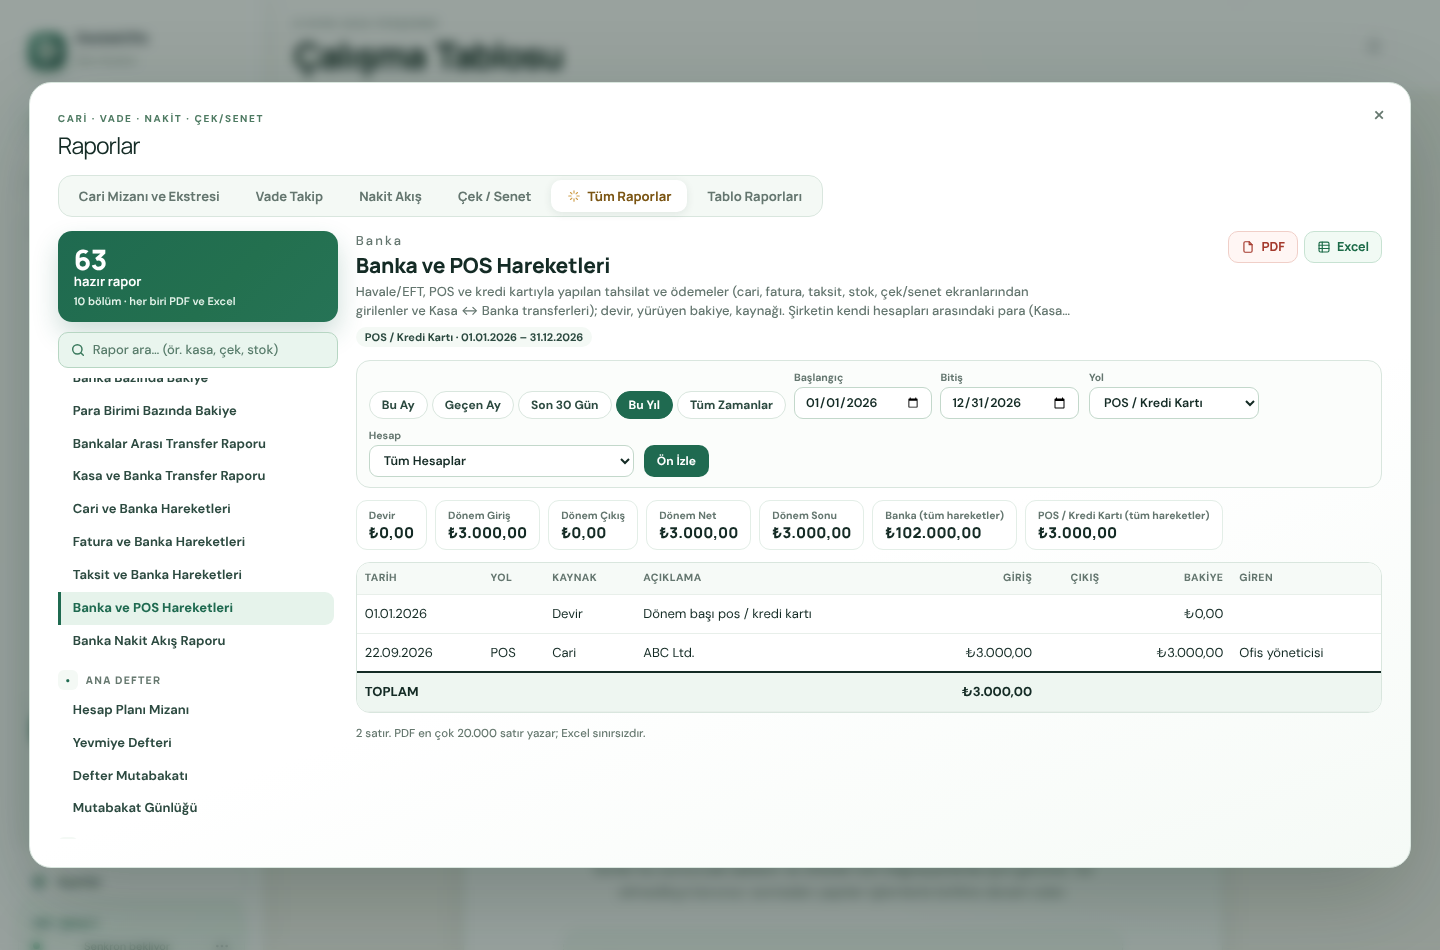 Çalışma Tablosu
CARİ · VADE · NAKİT · ÇEK/SENET
Raporlar
×
Cari Mizanı ve Ekstresi
Vade Takip
Nakit Akış
Çek / Senet
Tüm Raporlar
Tablo Raporları
63
hazır rapor
10 bölüm · her biri PDF ve Excel
Rapor ara… (ör. kasa, çek, stok)
Banka Bazında Bakiye
Para Birimi Bazında Bakiye
Bankalar Arası Transfer Raporu
Kasa ve Banka Transfer Raporu
Cari ve Banka Hareketleri
Fatura ve Banka Hareketleri
Taksit ve Banka Hareketleri
Banka ve POS Hareketleri
Banka Nakit Akış Raporu
ANA DEFTER
Hesap Planı Mizanı
Yevmiye Defteri
Defter Mutabakatı
Mutabakat Günlüğü
Banka
Banka ve POS Hareketleri
PDF
Excel
Havale/EFT, POS ve kredi kartıyla yapılan tahsilat ve ödemeler (cari, fatura, taksit, stok, çek/senet ekranlarından
girilenler ve Kasa ↔ Banka transferleri); devir, yürüyen bakiye, kaynağı. Şirketin kendi hesapları arasındaki para (Kasa…
POS / Kredi Kartı · 01.01.2026 – 31.12.2026
Bu Ay
Geçen Ay
Son 30 Gün
Bu Yıl
Tüm Zamanlar
Başlangıç
01/01/2026
Bitiş
12/31/2026
Yol
POS / Kredi Kartı
Hesap
Tüm Hesaplar
Ön İzle
Devir
₺0,00
Dönem Giriş
₺3.000,00
Dönem Çıkış
₺0,00
Dönem Net
₺3.000,00
Dönem Sonu
₺3.000,00
Banka (tüm hareketler)
₺102.000,00
POS / Kredi Kartı (tüm hareketler)
₺3.000,00
TARİH YOL KAYNAK AÇIKLAMA GİRİŞ ÇIKIŞ BAKİYE GİREN
01.01.2026 Devir Dönem başı pos / kredi kartı ₺0,00
22.09.2026 POS Cari ABC Ltd. ₺3.000,00 ₺3.000,00 Ofis yöneticisi
TOPLAM ₺3.000,00
2 satır. PDF en çok 20.000 satır yazar; Excel sınırsızdır.